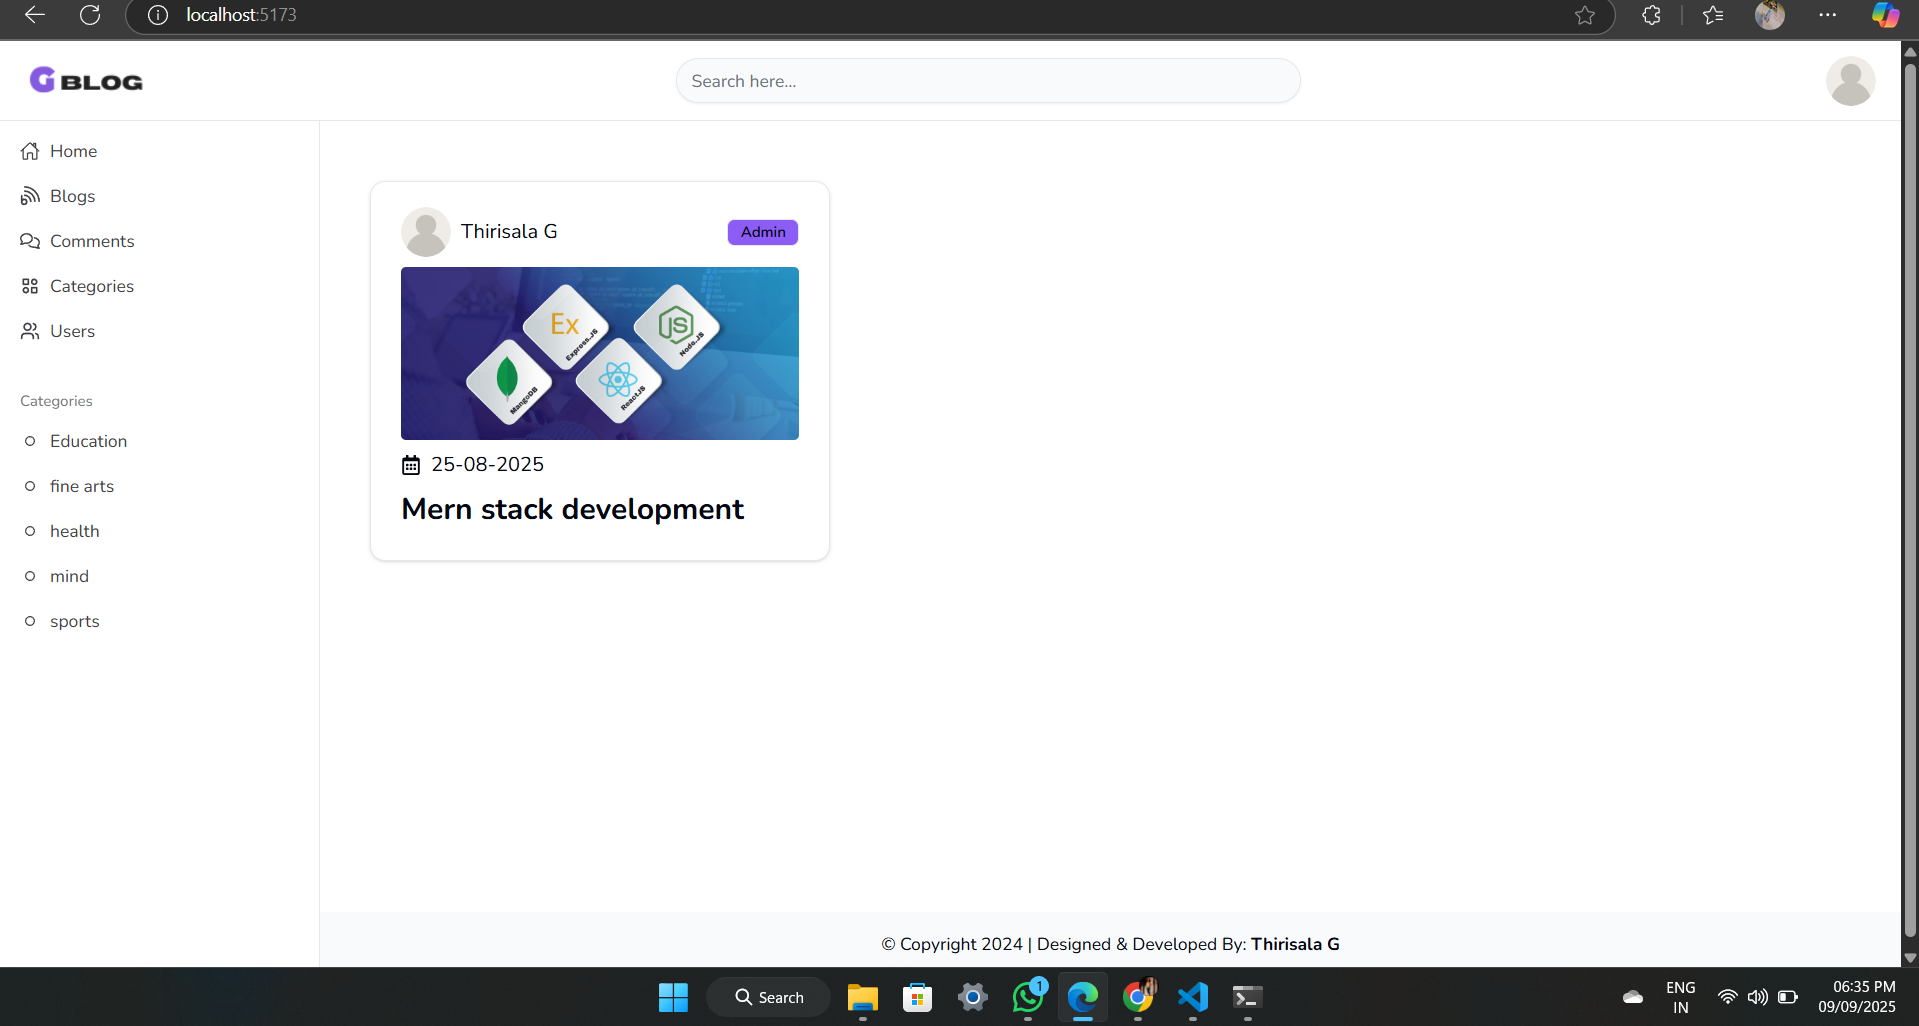 localhost:5173
G BLOG
Search here...
Home
Blogs
Comments
Categories
Users
Categories
Education
fine arts
health
mind
sports
Thirisala G
Admin
Ex
Express.JS
JS
Node.JS
MangoDB
ReactJS
25-08-2025
Mern stack development
© Copyright 2024 | Designed & Developed By: Thirisala G
Search
1
ENG
IN
06:35 PM
09/09/2025